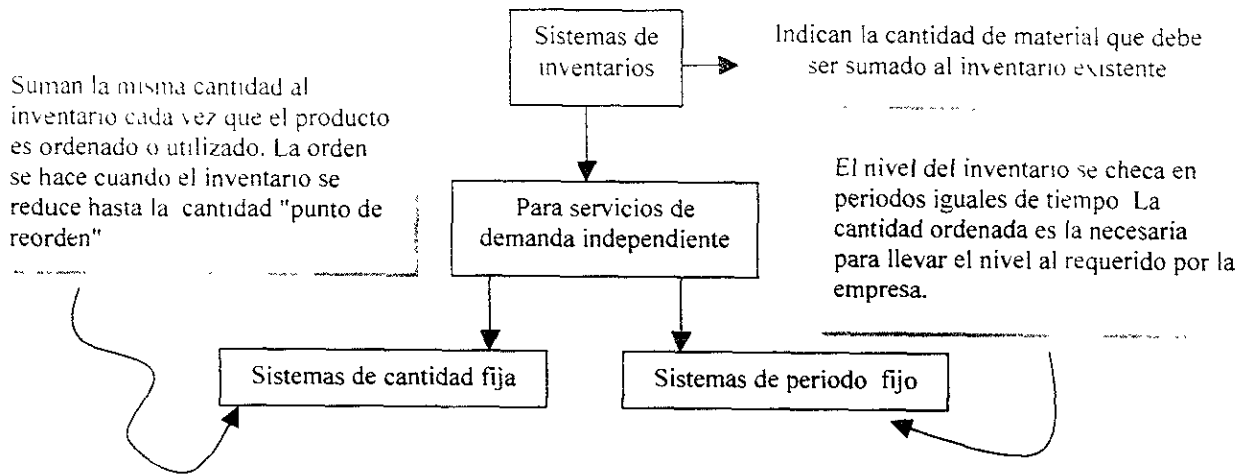 Sistemas de
inventarios
Indican la cantidad de material que debe
ser sumado al inventario existente
Suman la misma cantidad al
inventario cada vez que el producto
es ordenado o utilizado. La orden
se hace cuando el inventario se
reduce hasta la cantidad "punto de
reorden"
Para servicios de
demanda independiente
El nivel del inventario se checa en
periodos iguales de tiempo La
cantidad ordenada es la necesaria
para llevar el nivel al requerido por la
empresa.
Sistemas de cantidad fija
Sistemas de periodo fijo